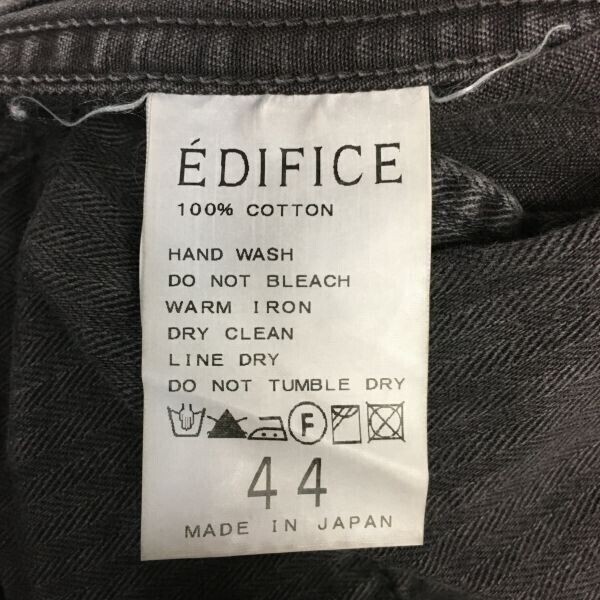 ÉDIFICE
100% COTTON
HAND WASH
DO NOT BLEACH
WARM IRON
DRY CLEAN
LINE DRY
DO NOT TUMBLE DRY
F
44
MADE IN JAPAN